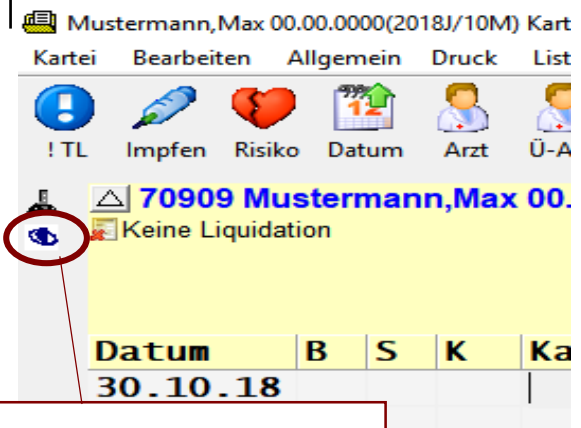 Mustermann,Max 00.00.0000(2018J/10M) Kart
Kartei Bearbeiten Allgemein Druck List
! TL Impfen Risiko Datum Arzt Ü-A
70909 Mustermann,Max 00.
Keine Liquidation
Datum B S K Ka
30.10.18